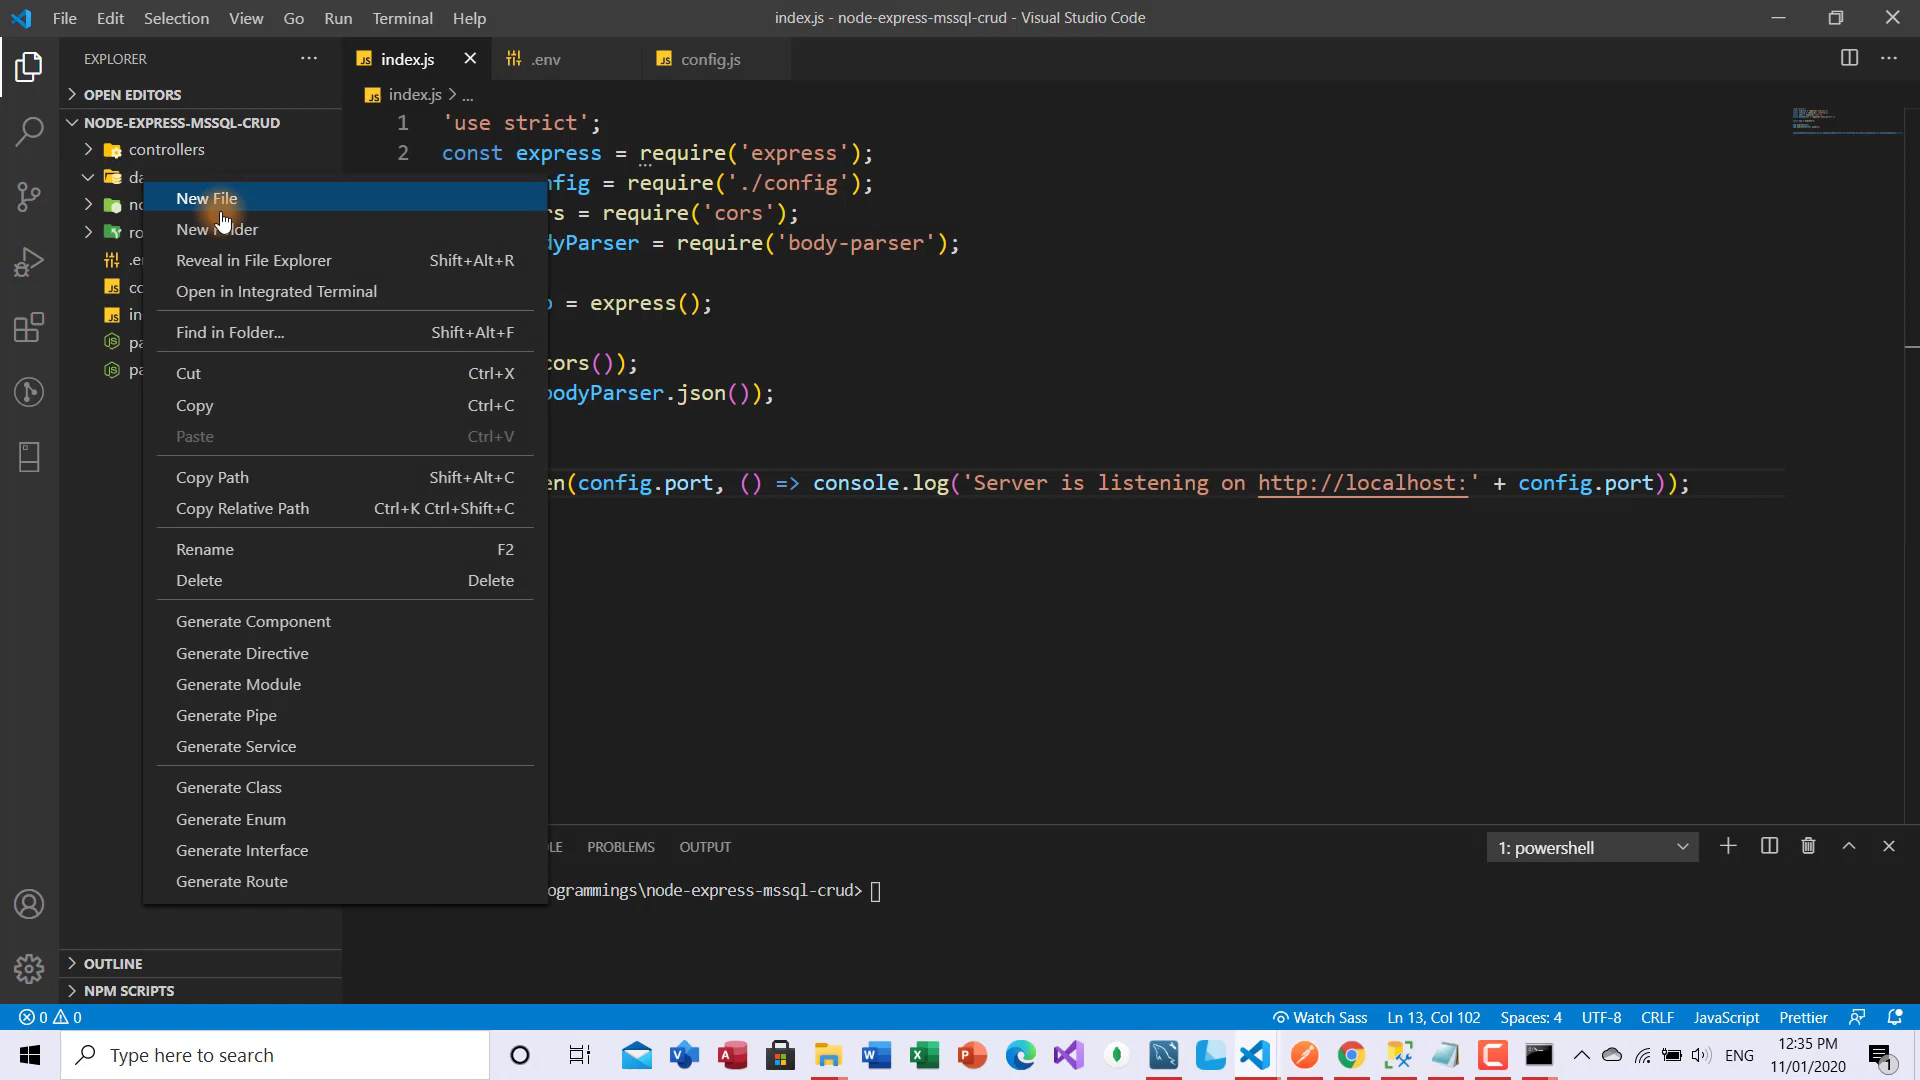 File Edit Selection View Go Run Terminal Help
index.js - node-express-mssql-crud - Visual Studio Code
EXPLORER
index.js
.env
config.js
OPEN EDITORS
index.js > ...
NODE-EXPRESS-MSSQL-CRUD
controllers
1 'use strict';
2 const express = require('express');
nfig = require('./config');
rs = require('cors');
dyParser = require('body-parser');
= express();
cors());
bodyParser.json());
en(config.port, () => console.log('Server is listening on http://localhost:' + config.port));
New File
New Folder
Reveal in File Explorer Shift+Alt+R
Open in Integrated Terminal
Find in Folder... Shift+Alt+F
Cut Ctrl+X
Copy Ctrl+C
Paste Ctrl+V
Copy Path Shift+Alt+C
Copy Relative Path Ctrl+K Ctrl+Shift+C
Rename F2
Delete Delete
Generate Component
Generate Directive
Generate Module
Generate Pipe
Generate Service
Generate Class
Generate Enum
Generate Interface
Generate Route
LE PROBLEMS OUTPUT
1: powershell
ogrammings\node-express-mssql-crud>
OUTLINE
NPM SCRIPTS
0 0
Watch Sass Ln 13, Col 102 Spaces: 4 UTF-8 CRLF JavaScript Prettier
Type here to search
ENG
12:35 PM
11/01/2020
1